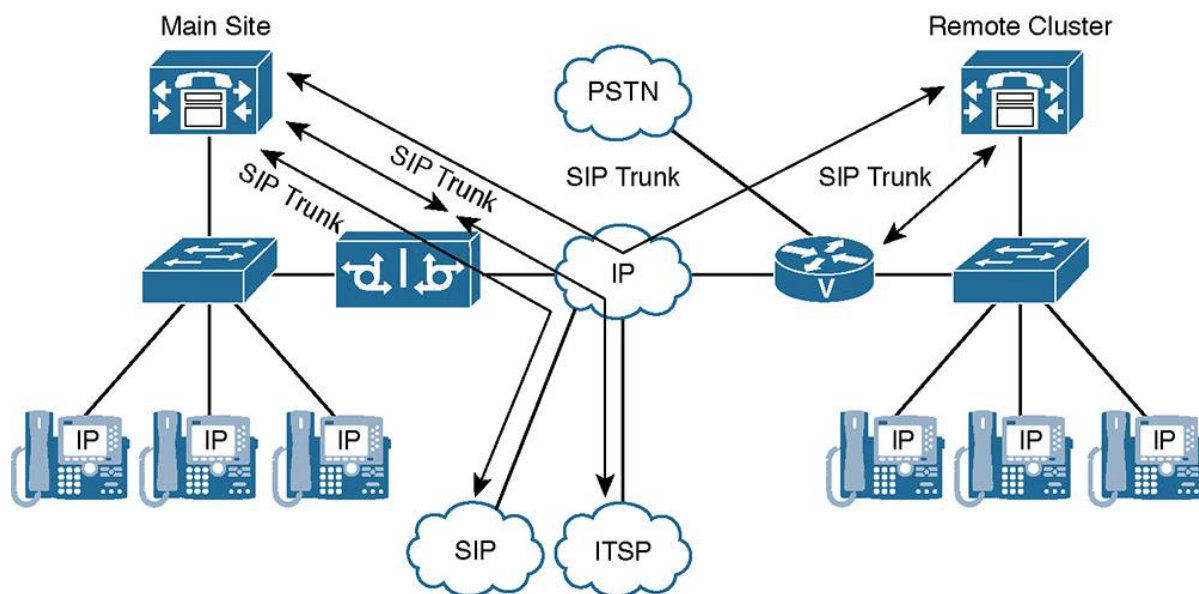 Main Site
Remote Cluster
PSTN
SIP Trunk
SIP Trunk
SIP Trunk
SIP Trunk
IP
V
IP
IP
IP
IP
IP
IP
SIP
ITSP